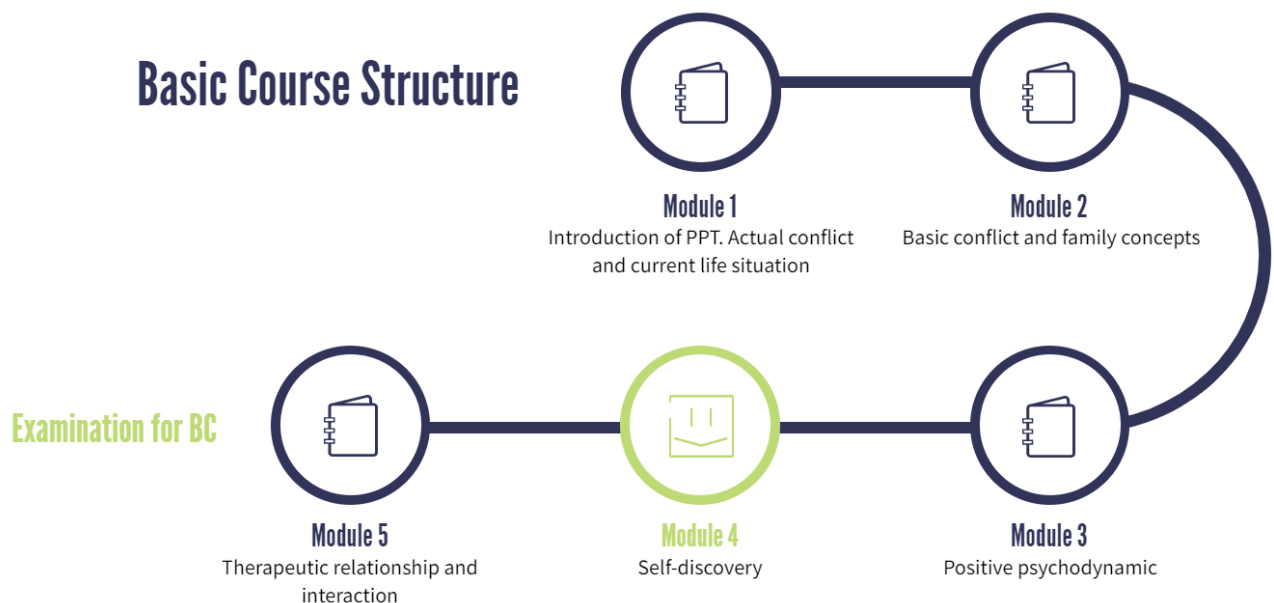 Basic Course Structure
Module 1
Introduction of PPT. Actual conflict
and current life situation
Module 2
Basic conflict and family concepts
Module 3
Positive psychodynamic
Module 4
Self-discovery
Module 5
Therapeutic relationship and
interaction
Examination for BC